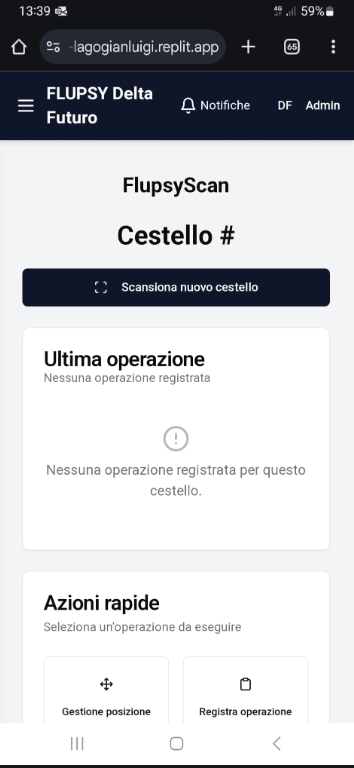 13:39
4G
59%
-lagogianluigi.replit.app
65
FLUPSY Delta
Futuro
Notifiche
DF
Admin
FlupsyScan
Cestello #
Scansiona nuovo cestello
Ultima operazione
Nessuna operazione registrata
Nessuna operazione registrata per questo
cestello.
Azioni rapide
Seleziona un'operazione da eseguire
Gestione posizione
Registra operazione